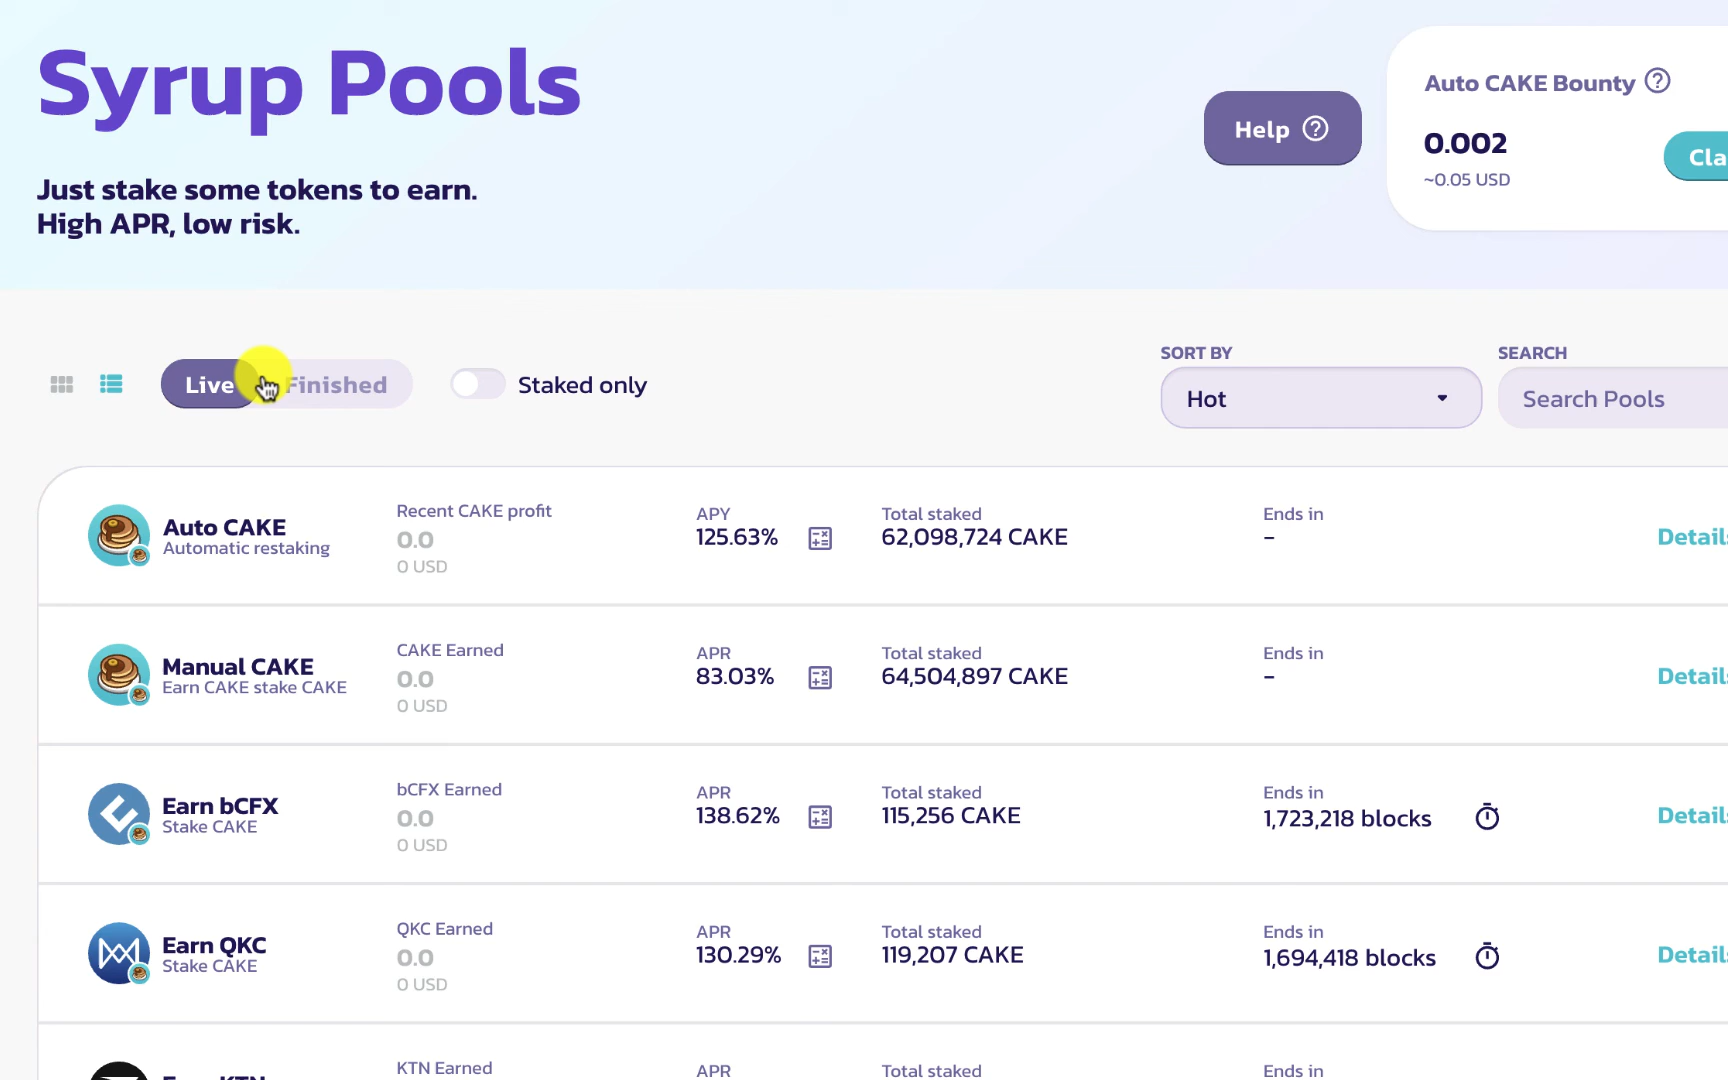 Syrup Pools
Just stake some tokens to earn.
High APR, low risk.
Help
Auto CAKE Bounty
0.002
~0.05 USD
Live
Finished
Staked only
SORT BY
Hot
SEARCH
Search Pools
Auto CAKE
Automatic restaking
Recent CAKE profit
0.0
0 USD
APY
125.63%
Total staked
62,098,724 CAKE
Ends in
-
Manual CAKE
Earn CAKE stake CAKE
CAKE Earned
0.0
0 USD
APR
83.03%
Total staked
64,504,897 CAKE
Ends in
-
Earn bCFX
Stake CAKE
bCFX Earned
0.0
0 USD
APR
138.62%
Total staked
115,256 CAKE
Ends in
1,723,218 blocks
Earn QKC
Stake CAKE
QKC Earned
0.0
0 USD
APR
130.29%
Total staked
119,207 CAKE
Ends in
1,694,418 blocks
KTN Earned
APR
Total staked
Ends in